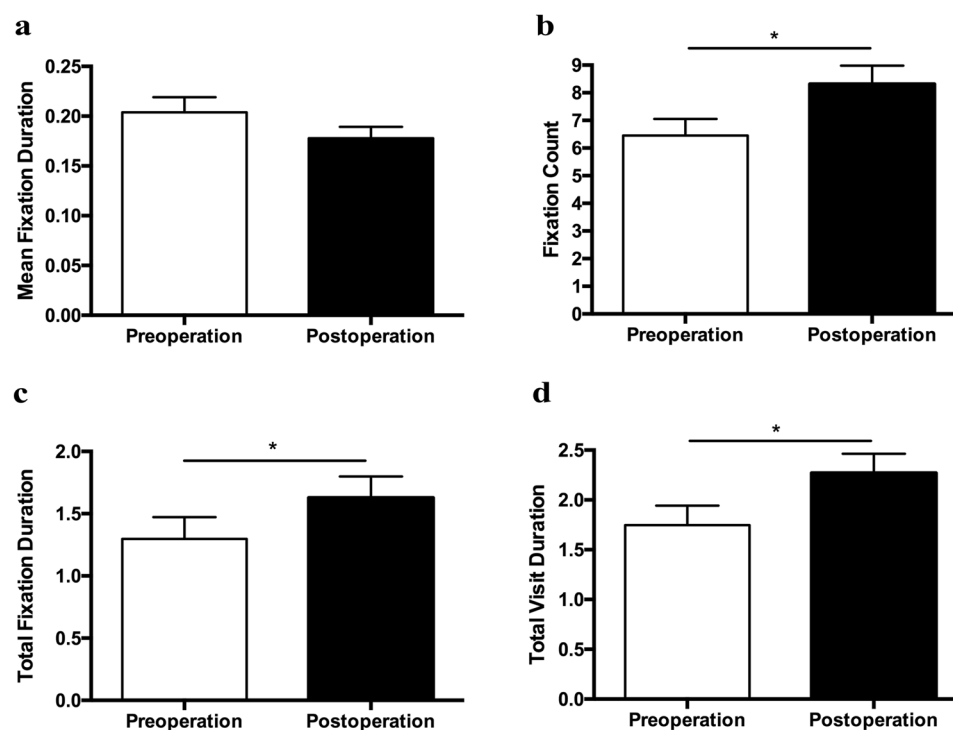 a
Mean Fixation Duration
0.25
0.20
0.15
0.10
0.05
0.00
Preoperation Postoperation
b
*
Fixation Count
9
8
7
6
5
4
3
2
1
0
Preoperation Postoperation
c
*
Total Fixation Duration
2.0
1.5
1.0
0.5
0.0
Preoperation Postoperation
d
*
Total Visit Duration
2.5
2.0
1.5
1.0
0.5
0.0
Preoperation Postoperation